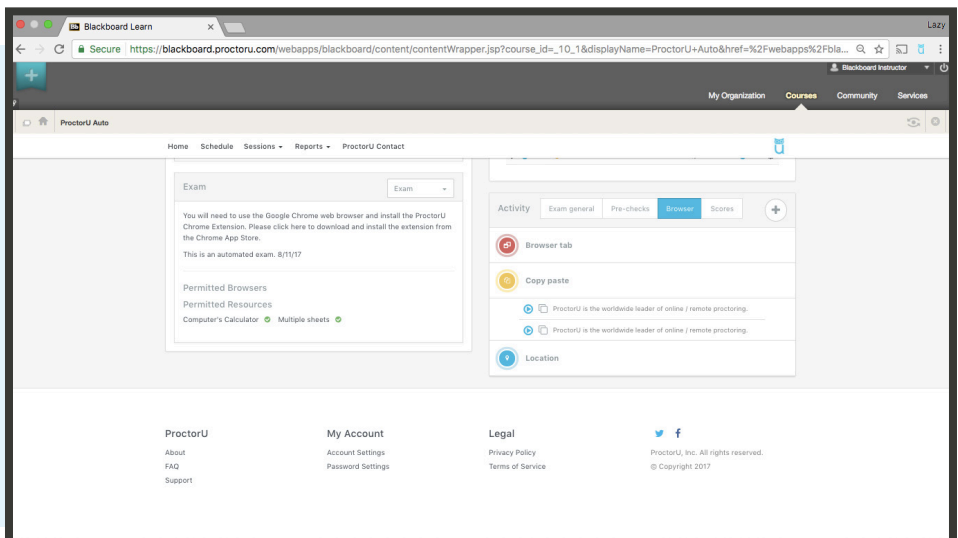 Blackboard Learn
Lazy
Secure https://blackboard.proctoru.com/webapps/blackboard/content/contentWrapper.jsp?course_id=_10_1&displayName=ProctorU+Auto&href=%2Fwebapps%2Fbla...
Blackboard Instructor
My Organization Courses Community Services
ProctorU Auto
Home Schedule Sessions Reports ProctorU Contact
Exam
Exam
You will need to use the Google Chrome web browser and install the ProctorU
Chrome Extension. Please click here to download and install the extension from
the Chrome App Store.
This is an automated exam. 8/11/17
Permitted Browsers
Permitted Resources
Computer's Calculator Multiple sheets
Activity Exam general Pre-checks Browser Scores
Browser tab
Copy paste
ProctorU is the worldwide leader of online / remote proctoring.
ProctorU is the worldwide leader of online / remote proctoring.
Location
ProctorU
About
FAQ
Support
My Account
Account Settings
Password Settings
Legal
Privacy Policy
Terms of Service
ProctorU, Inc. All rights reserved.
© Copyright 2017